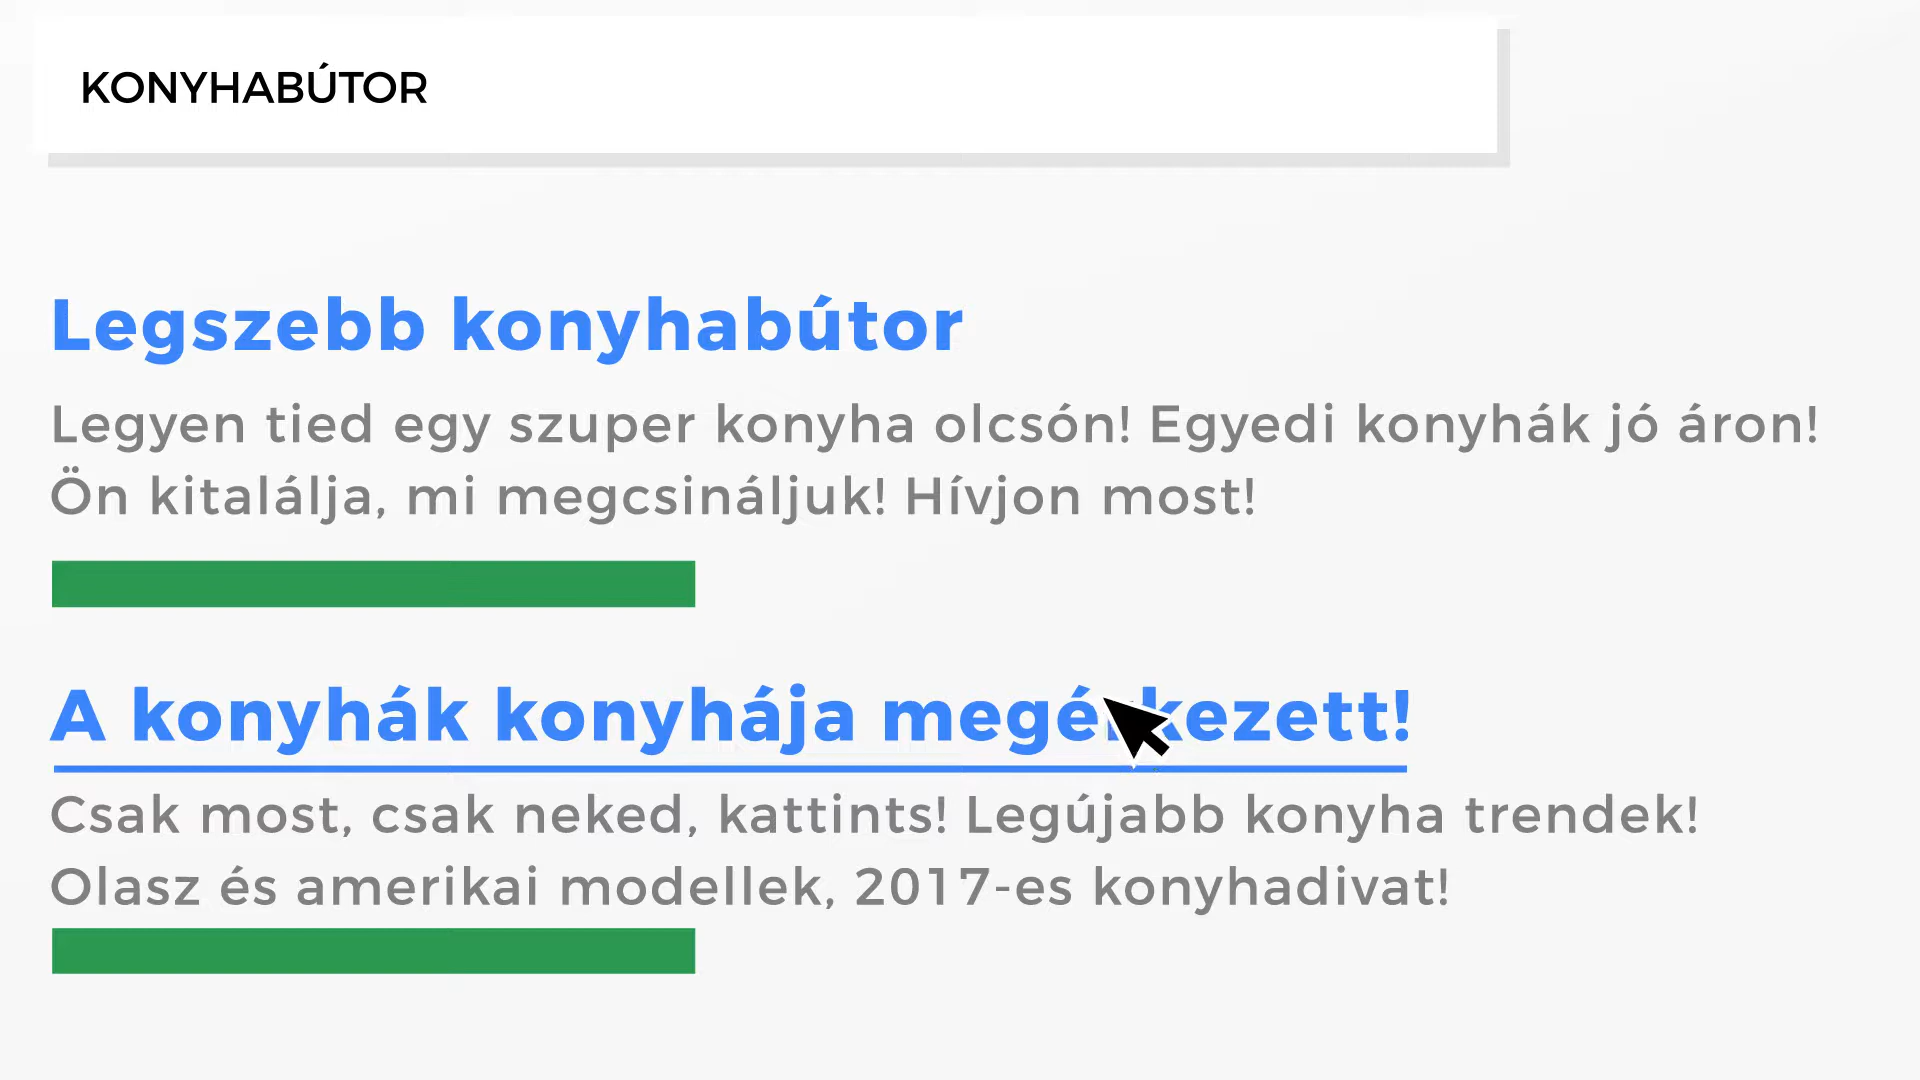 KONYHABÚTOR
Legszebb konyhabútor
Legyen tied egy szuper konyha olcsón! Egyedi konyhák jó áron!
Ön kitalálja, mi megcsináljuk! Hívjon most!
A konyhák konyhája megérkezett!
Csak most, csak neked, kattints! Legújabb konyha trendek!
Olasz és amerikai modellek, 2017-es konyhadivat!